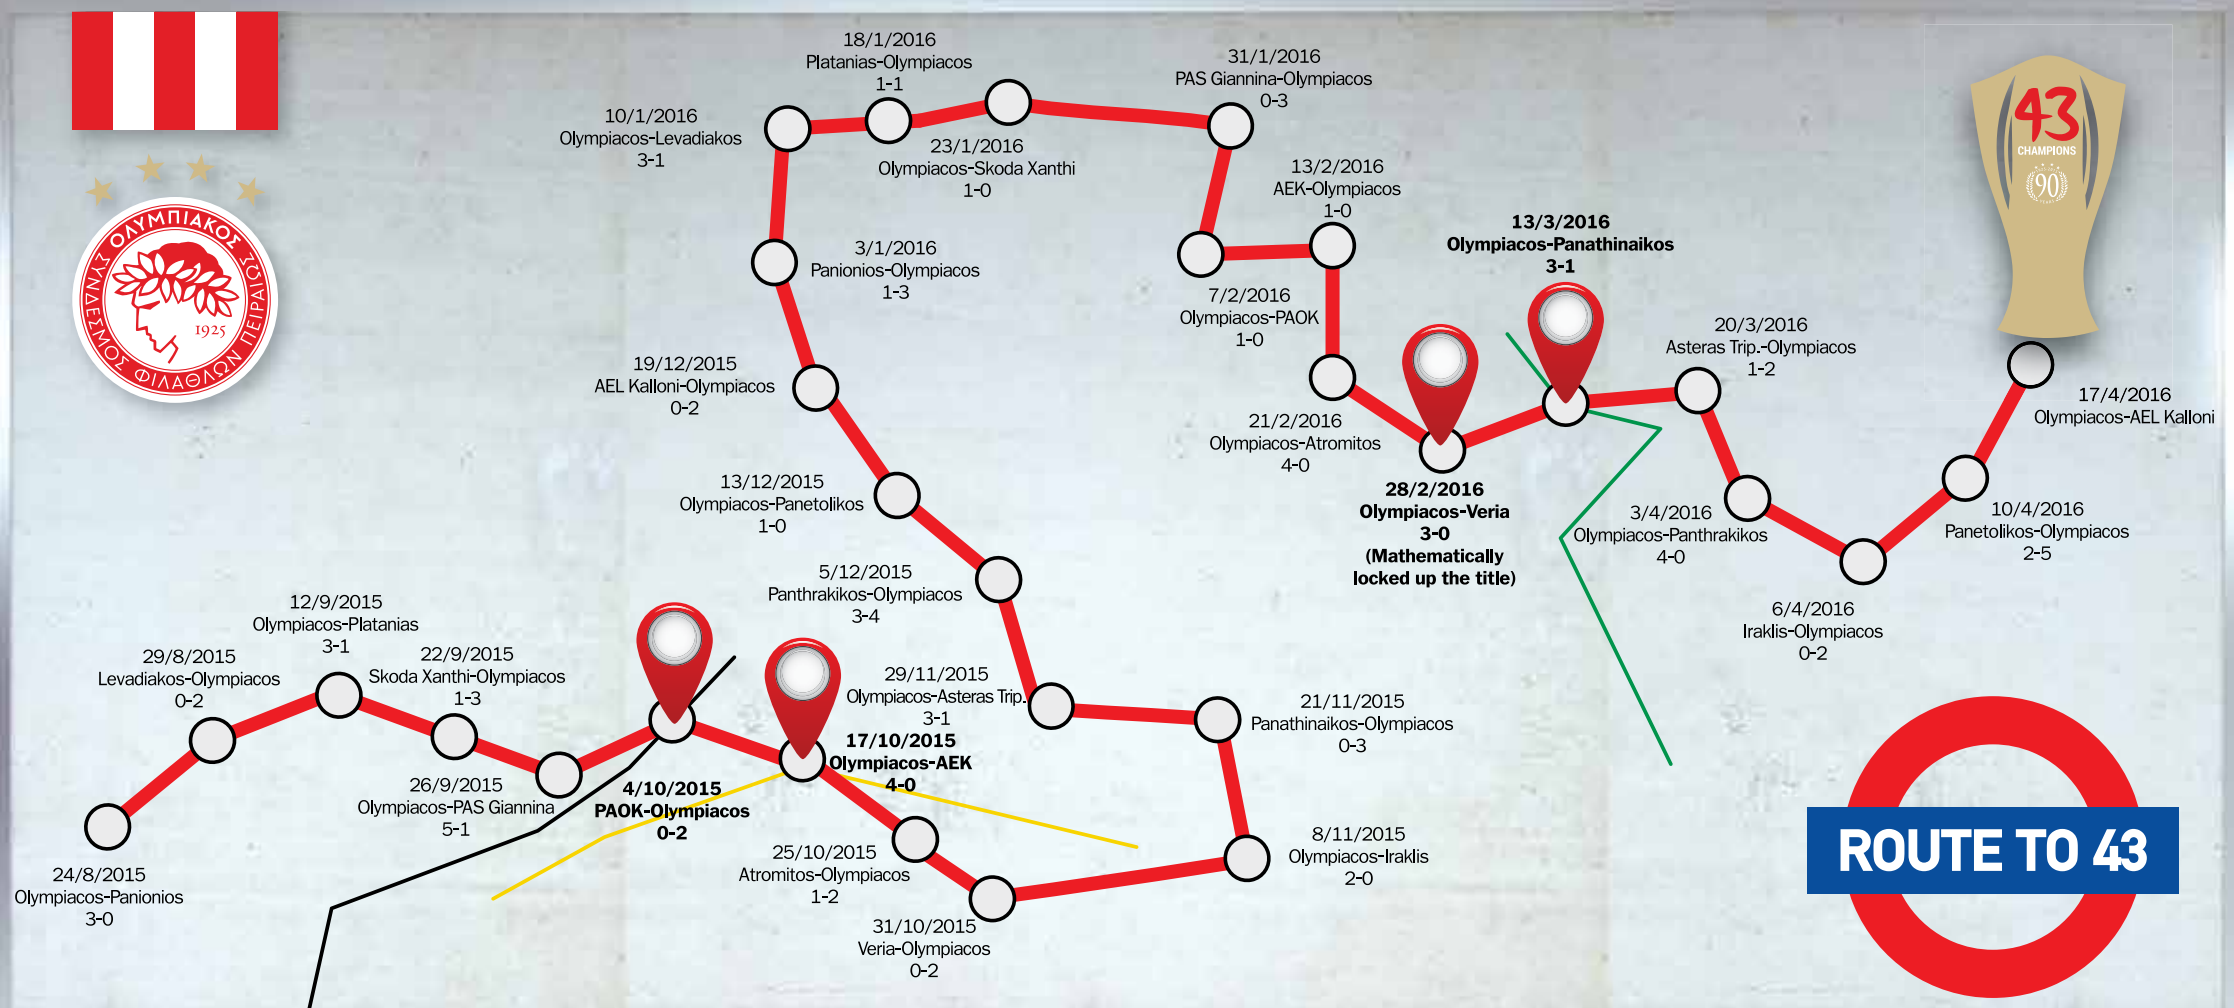 ΟΛΥΜΠΙΑΚΟΣ
ΣΥΝΔΕΣΜΟΣ ΦΙΛΑΘΛΩΝ ΠΕΙΡΑΙΩΣ
1925
24/8/2015
Olympiacos-Panionios
3-0
29/8/2015
Levadiakos-Olympiacos
0-2
12/9/2015
Olympiacos-Platanias
3-1
22/9/2015
Skoda Xanthi-Olympiacos
1-3
26/9/2015
Olympiacos-PAS Giannina
5-1
4/10/2015
PAOK-Olympiacos
0-2
17/10/2015
Olympiacos-AEK
4-0
25/10/2015
Atromitos-Olympiacos
1-2
31/10/2015
Veria-Olympiacos
0-2
8/11/2015
Olympiacos-Iraklis
2-0
21/11/2015
Panathinaikos-Olympiacos
0-3
29/11/2015
Olympiacos-Asteras Trip.
3-1
5/12/2015
Panthrakikos-Olympiacos
3-4
13/12/2015
Olympiacos-Panetolikos
1-0
19/12/2015
AEL Kalloni-Olympiacos
0-2
3/1/2016
Panionios-Olympiacos
1-3
10/1/2016
Olympiacos-Levadiakos
3-1
18/1/2016
Platanias-Olympiacos
1-1
23/1/2016
Olympiacos-Skoda Xanthi
1-0
31/1/2016
PAS Giannina-Olympiacos
0-3
7/2/2016
Olympiacos-PAOK
1-0
13/2/2016
AEK-Olympiacos
1-0
21/2/2016
Olympiacos-Atromitos
4-0
28/2/2016
Olympiacos-Veria
3-0
(Mathematically
locked up the title)
13/3/2016
Olympiacos-Panathinaikos
3-1
20/3/2016
Asteras Trip.-Olympiacos
1-2
3/4/2016
Olympiacos-Panthrakikos
4-0
6/4/2016
Iraklis-Olympiacos
0-2
10/4/2016
Panetolikos-Olympiacos
2-5
17/4/2016
Olympiacos-AEL Kalloni
43
CHAMPIONS
90
YEARS
ROUTE TO 43